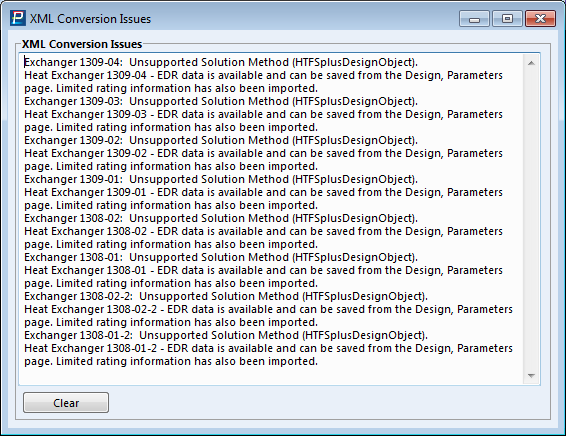 XML Conversion Issues
XML Conversion Issues
Exchanger 1309-04:  Unsupported Solution Method (HTFSplusDesignObject).
Heat Exchanger 1309-04 - EDR data is available and can be saved from the Design, Parameters
page. Limited rating information has also been imported.
Exchanger 1309-03:  Unsupported Solution Method (HTFSplusDesignObject).
Heat Exchanger 1309-03 - EDR data is available and can be saved from the Design, Parameters
page. Limited rating information has also been imported.
Exchanger 1309-02:  Unsupported Solution Method (HTFSplusDesignObject).
Heat Exchanger 1309-02 - EDR data is available and can be saved from the Design, Parameters
page. Limited rating information has also been imported.
Exchanger 1309-01:  Unsupported Solution Method (HTFSplusDesignObject).
Heat Exchanger 1309-01 - EDR data is available and can be saved from the Design, Parameters
page. Limited rating information has also been imported.
Exchanger 1308-02:  Unsupported Solution Method (HTFSplusDesignObject).
Heat Exchanger 1308-02 - EDR data is available and can be saved from the Design, Parameters
page. Limited rating information has also been imported.
Exchanger 1308-01:  Unsupported Solution Method (HTFSplusDesignObject).
Heat Exchanger 1308-01 - EDR data is available and can be saved from the Design, Parameters
page. Limited rating information has also been imported.
Exchanger 1308-02-2:  Unsupported Solution Method (HTFSplusDesignObject).
Heat Exchanger 1308-02-2 - EDR data is available and can be saved from the Design, Parameters
page. Limited rating information has also been imported.
Exchanger 1308-01-2:  Unsupported Solution Method (HTFSplusDesignObject).
Heat Exchanger 1308-01-2 - EDR data is available and can be saved from the Design, Parameters
page. Limited rating information has also been imported.
Clear